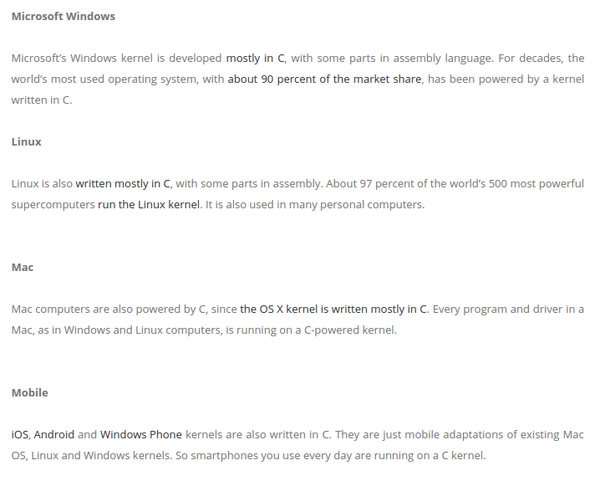 Microsoft Windows
Microsoft's Windows kernel is developed mostly in C, with some parts in assembly language. For decades, the
world's most used operating system, with about 90 percent of the market share, has been powered by a kernel
written in C.
Linux
Linux is also written mostly in C, with some parts in assembly. About 97 percent of the world's 500 most powerful
supercomputers run the Linux kernel. It is also used in many personal computers.
Mac
Mac computers are also powered by C, since the OS X kernel is written mostly in C. Every program and driver in a
Mac, as in Windows and Linux computers, is running on a C-powered kernel.
Mobile
iOS, Android and Windows Phone kernels are also written in C. They are just mobile adaptations of existing Mac
OS, Linux and Windows kernels. So smartphones you use every day are running on a C kernel.